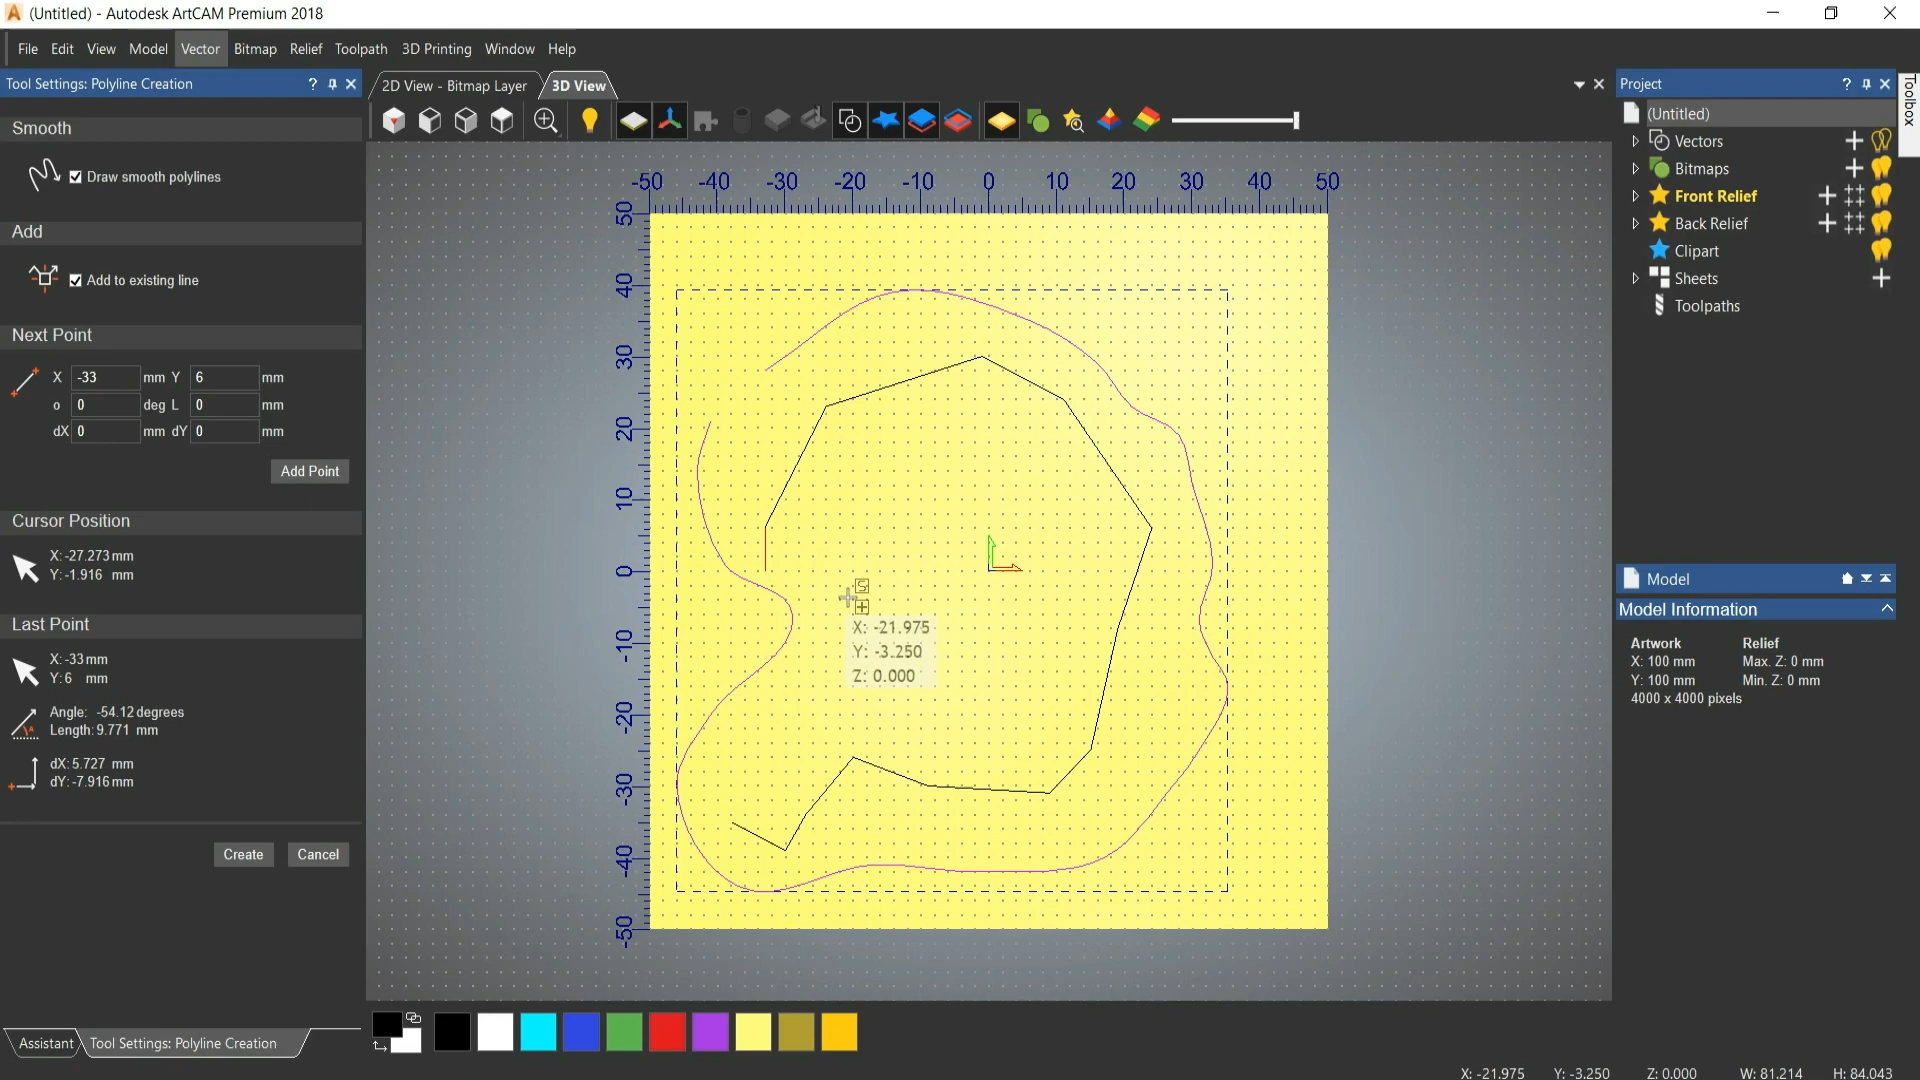 (Untitled) - Autodesk ArtCAM Premium 2018
File Edit View Model Vector Bitmap Relief Toolpath 3D Printing Window Help
Tool Settings: Polyline Creation
2D View - Bitmap Layer
3D View
Project
Toolbox
Smooth
Draw smooth polylines
Add
Add to existing line
Next Point
X -33 mm Y 6 mm
o 0 deg L 0 mm
dX 0 mm dY 0 mm
Add Point
Cursor Position
X: -27.273 mm
Y: -1.916 mm
Last Point
X: -33 mm
Y: 6 mm
Angle: -54.12 degrees
Length: 9.771 mm
dX: 5.727 mm
dY: -7.916 mm
Create
Cancel
Assistant
Tool Settings: Polyline Creation
-50 -40 -30 -20 -10 0 10 20 30 40 50
50
40
30
20
10
0
-10
-20
-30
-40
-50
S
X: -21.975
Y: -3.250
Z: 0.000
(Untitled)
Vectors
Bitmaps
Front Relief
Back Relief
Clipart
Sheets
Toolpaths
Model
Model Information
Artwork Relief
X: 100 mm Max. Z: 0 mm
Y: 100 mm Min. Z: 0 mm
4000 x 4000 pixels
X: -21.975 Y: -3.250 Z: 0.000 W: 81.214 H: 84.043